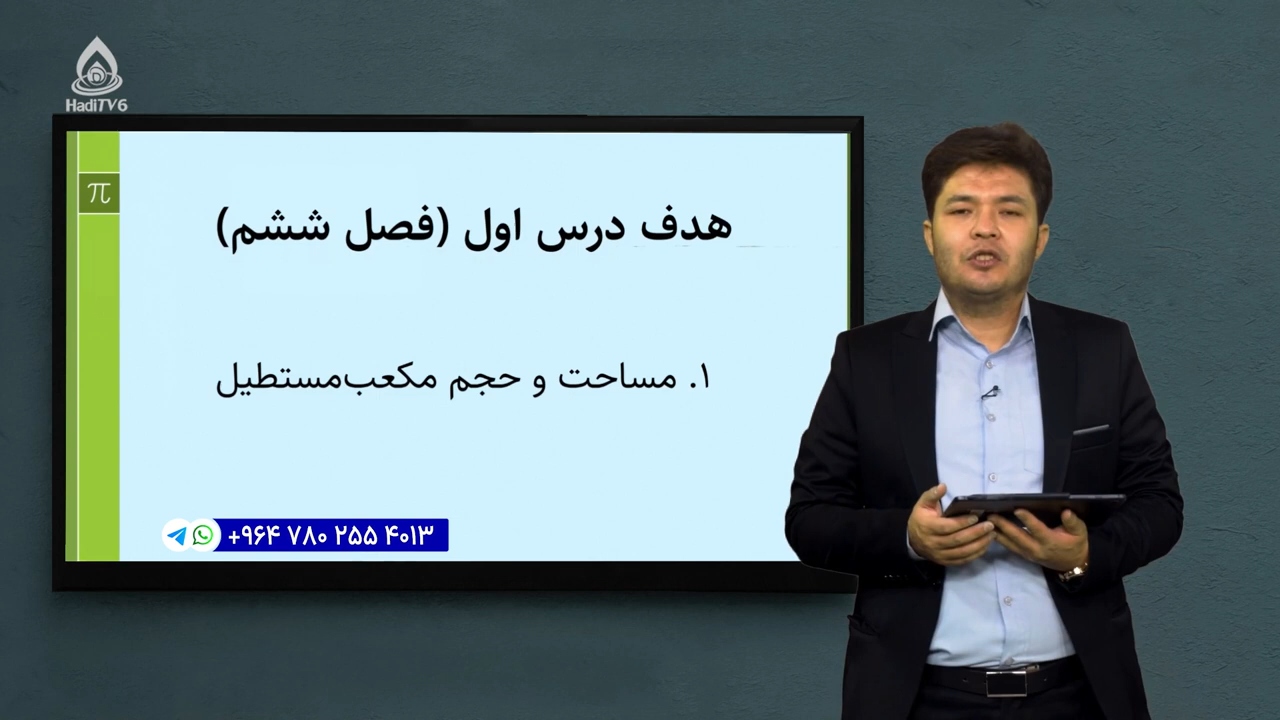 HadiTV6
π
هدف درس اول (فصل ششم)
۱. مساحت و حجم مکعب‌مستطیل
+۹۶۴ ۷۸۰ ۲۵۵ ۴۰۱۳